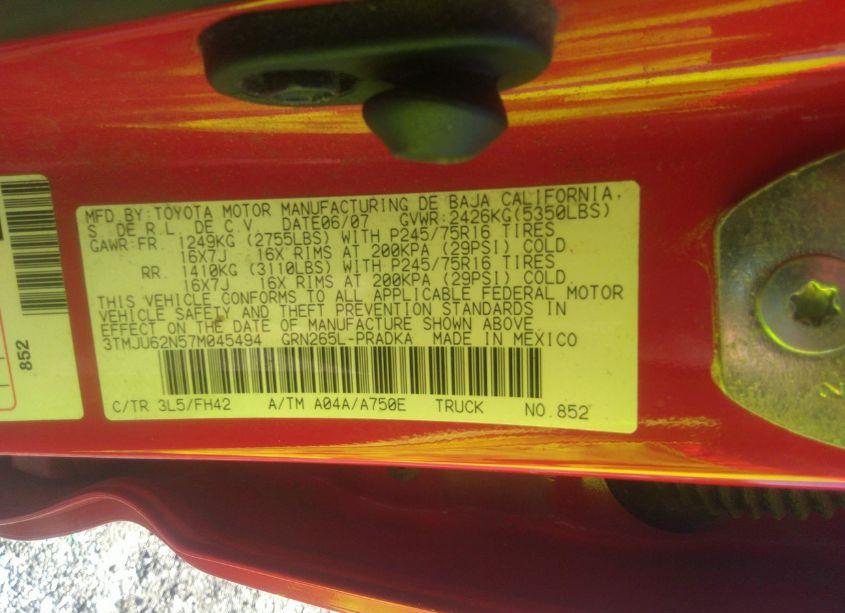 MFD.BY:TOYOTA MOTOR MANUFACTURING DE BAJA CALIFORNIA,
S. DE R.L. DE C.V. DATE06/07 GVWR:2426KG(5350LBS)
GAWR:FR. 1249KG (2755LBS) WITH P245/75R16 TIRES
16X7J 16X RIMS AT 200KPA (29PSI) COLD.
RR. 1410KG (3110LBS) WITH P245/75R16 TIRES
16X7J 16X RIMS AT 200KPA (29PSI) COLD.
THIS VEHICLE CONFORMS TO ALL APPLICABLE FEDERAL MOTOR
VEHICLE SAFETY AND THEFT PREVENTION STANDARDS IN
EFFECT ON THE DATE OF MANUFACTURE SHOWN ABOVE.
3TMJU62N57M045494 GRN265L-PRADKA MADE IN MEXICO
C/TR 3L5/FH42 A/TM A04A/A750E TRUCK NO.852
852